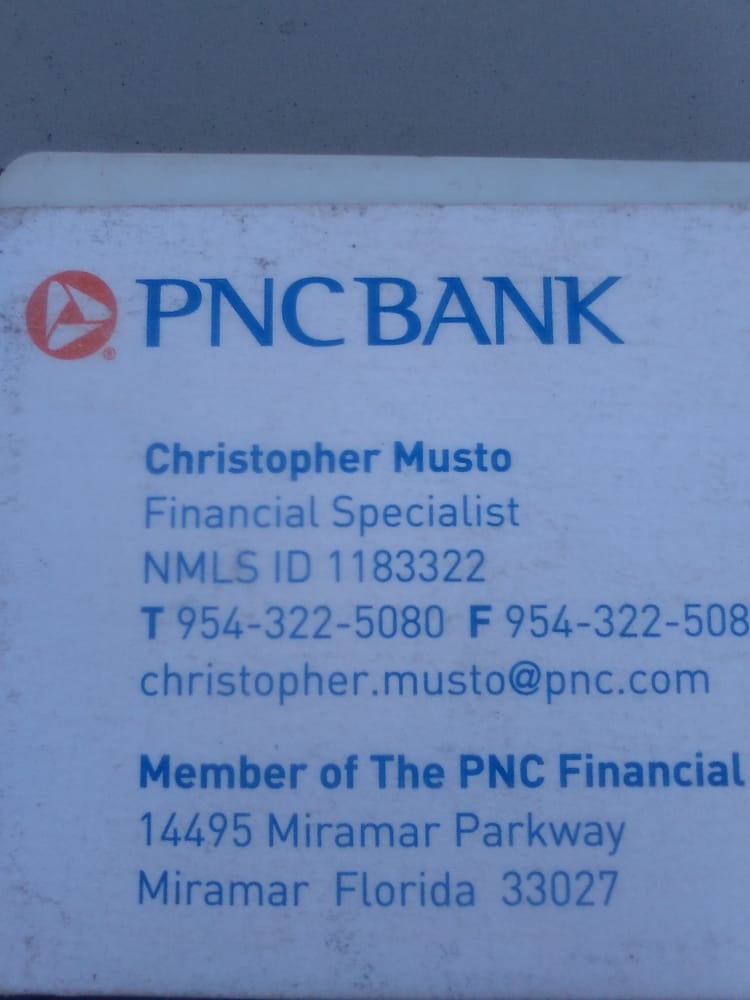 PNC BANK
Christopher Musto
Financial Specialist
NMLS ID 1183322
T 954-322-5080 F 954-322-508
christopher.musto@pnc.com
Member of The PNC Financial
14495 Miramar Parkway
Miramar Florida 33027